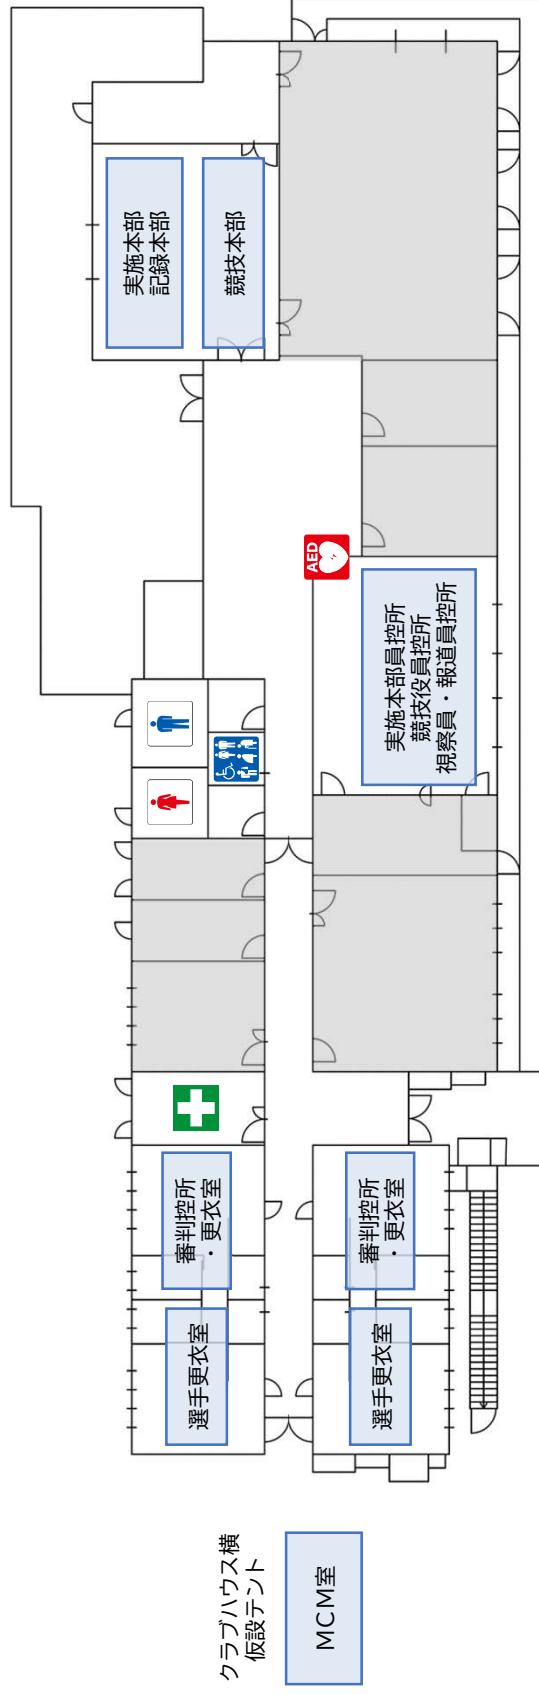 実施本部
記録本部
競技本部
AED
実施本部員控所
競技役員控所
視察員・報道員控所
審判控所
・更衣室
審判控所
・更衣室
選手更衣室
選手更衣室
クラブハウス横
仮設テント
MCM室